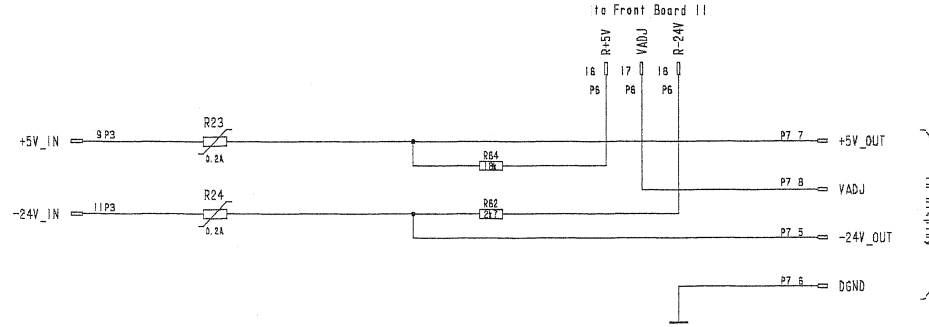 to Front Board II
R+5V
VADJ
R-24V
16
17
18
P6
P6
P6
+5V_IN
9 P3
R23
0.2A
R64
P7 7
+5V_OUT
P7 8
VADJ
-24V_IN
11P3
R24
0.2A
R62
2k7
P7 5
-24V_OUT
P7 6
DGND